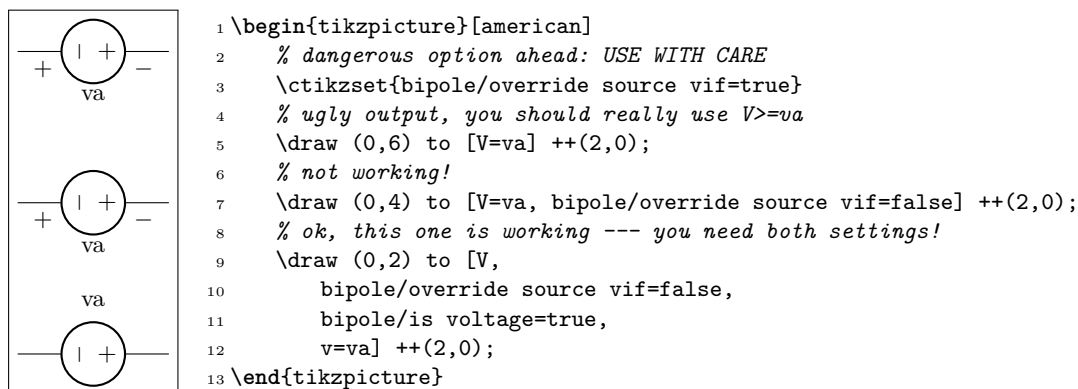 + −
va
+ −
va
va
1 \begin{tikzpicture}[american]
2 % dangerous option ahead: USE WITH CARE
3 \ctikzset{bipole/override source vif=true}
4 % ugly output, you should really use V>=va
5 \draw (0,6) to [V=va] ++(2,0);
6 % not working!
7 \draw (0,4) to [V=va, bipole/override source vif=false] ++(2,0);
8 % ok, this one is working --- you need both settings!
9 \draw (0,2) to [V,
10 bipole/override source vif=false,
11 bipole/is voltage=true,
12 v=va] ++(2,0);
13 \end{tikzpicture}